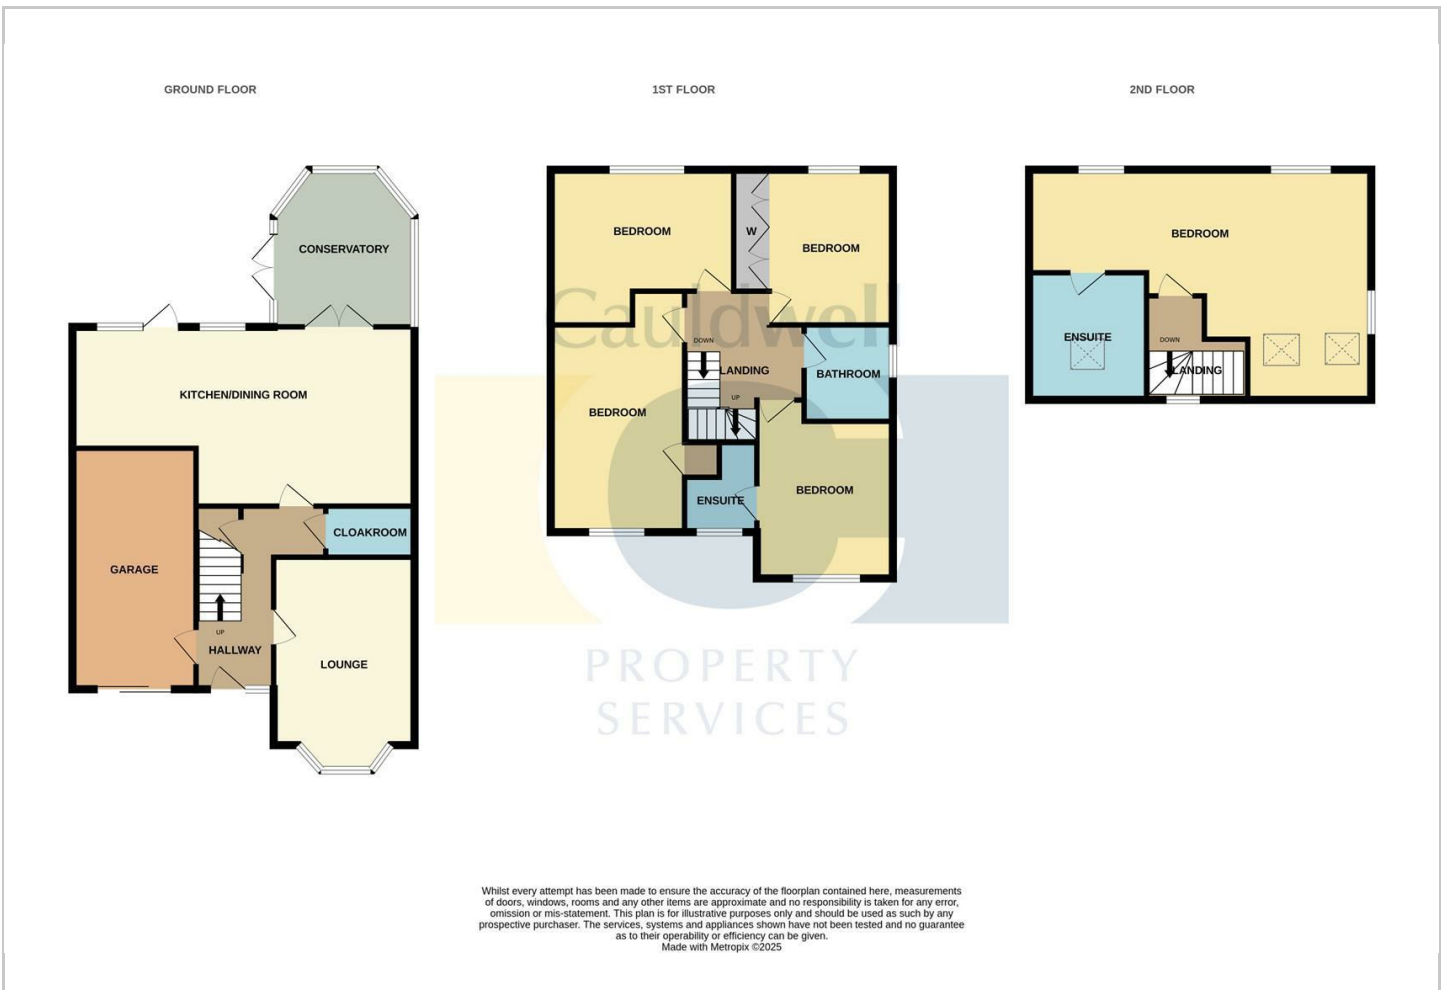 GROUND FLOOR
1ST FLOOR
2ND FLOOR
CONSERVATORY
KITCHEN/DINING ROOM
CLOAKROOM
GARAGE
UP
HALLWAY
LOUNGE
BEDROOM
W
BEDROOM
DOWN
LANDING
BATHROOM
UP
BEDROOM
ENSUITE
BEDROOM
BEDROOM
ENSUITE
DOWN
LANDING
Cauldwell
PROPERTY
SERVICES
Whilst every attempt has been made to ensure the accuracy of the floorplan contained here, measurements
of doors, windows, rooms and any other items are approximate and no responsibility is taken for any error,
omission or mis-statement. This plan is for illustrative purposes only and should be used as such by any
prospective purchaser. The services, systems and appliances shown have not been tested and no guarantee
as to their operability or efficiency can be given.
Made with Metropix ©2025